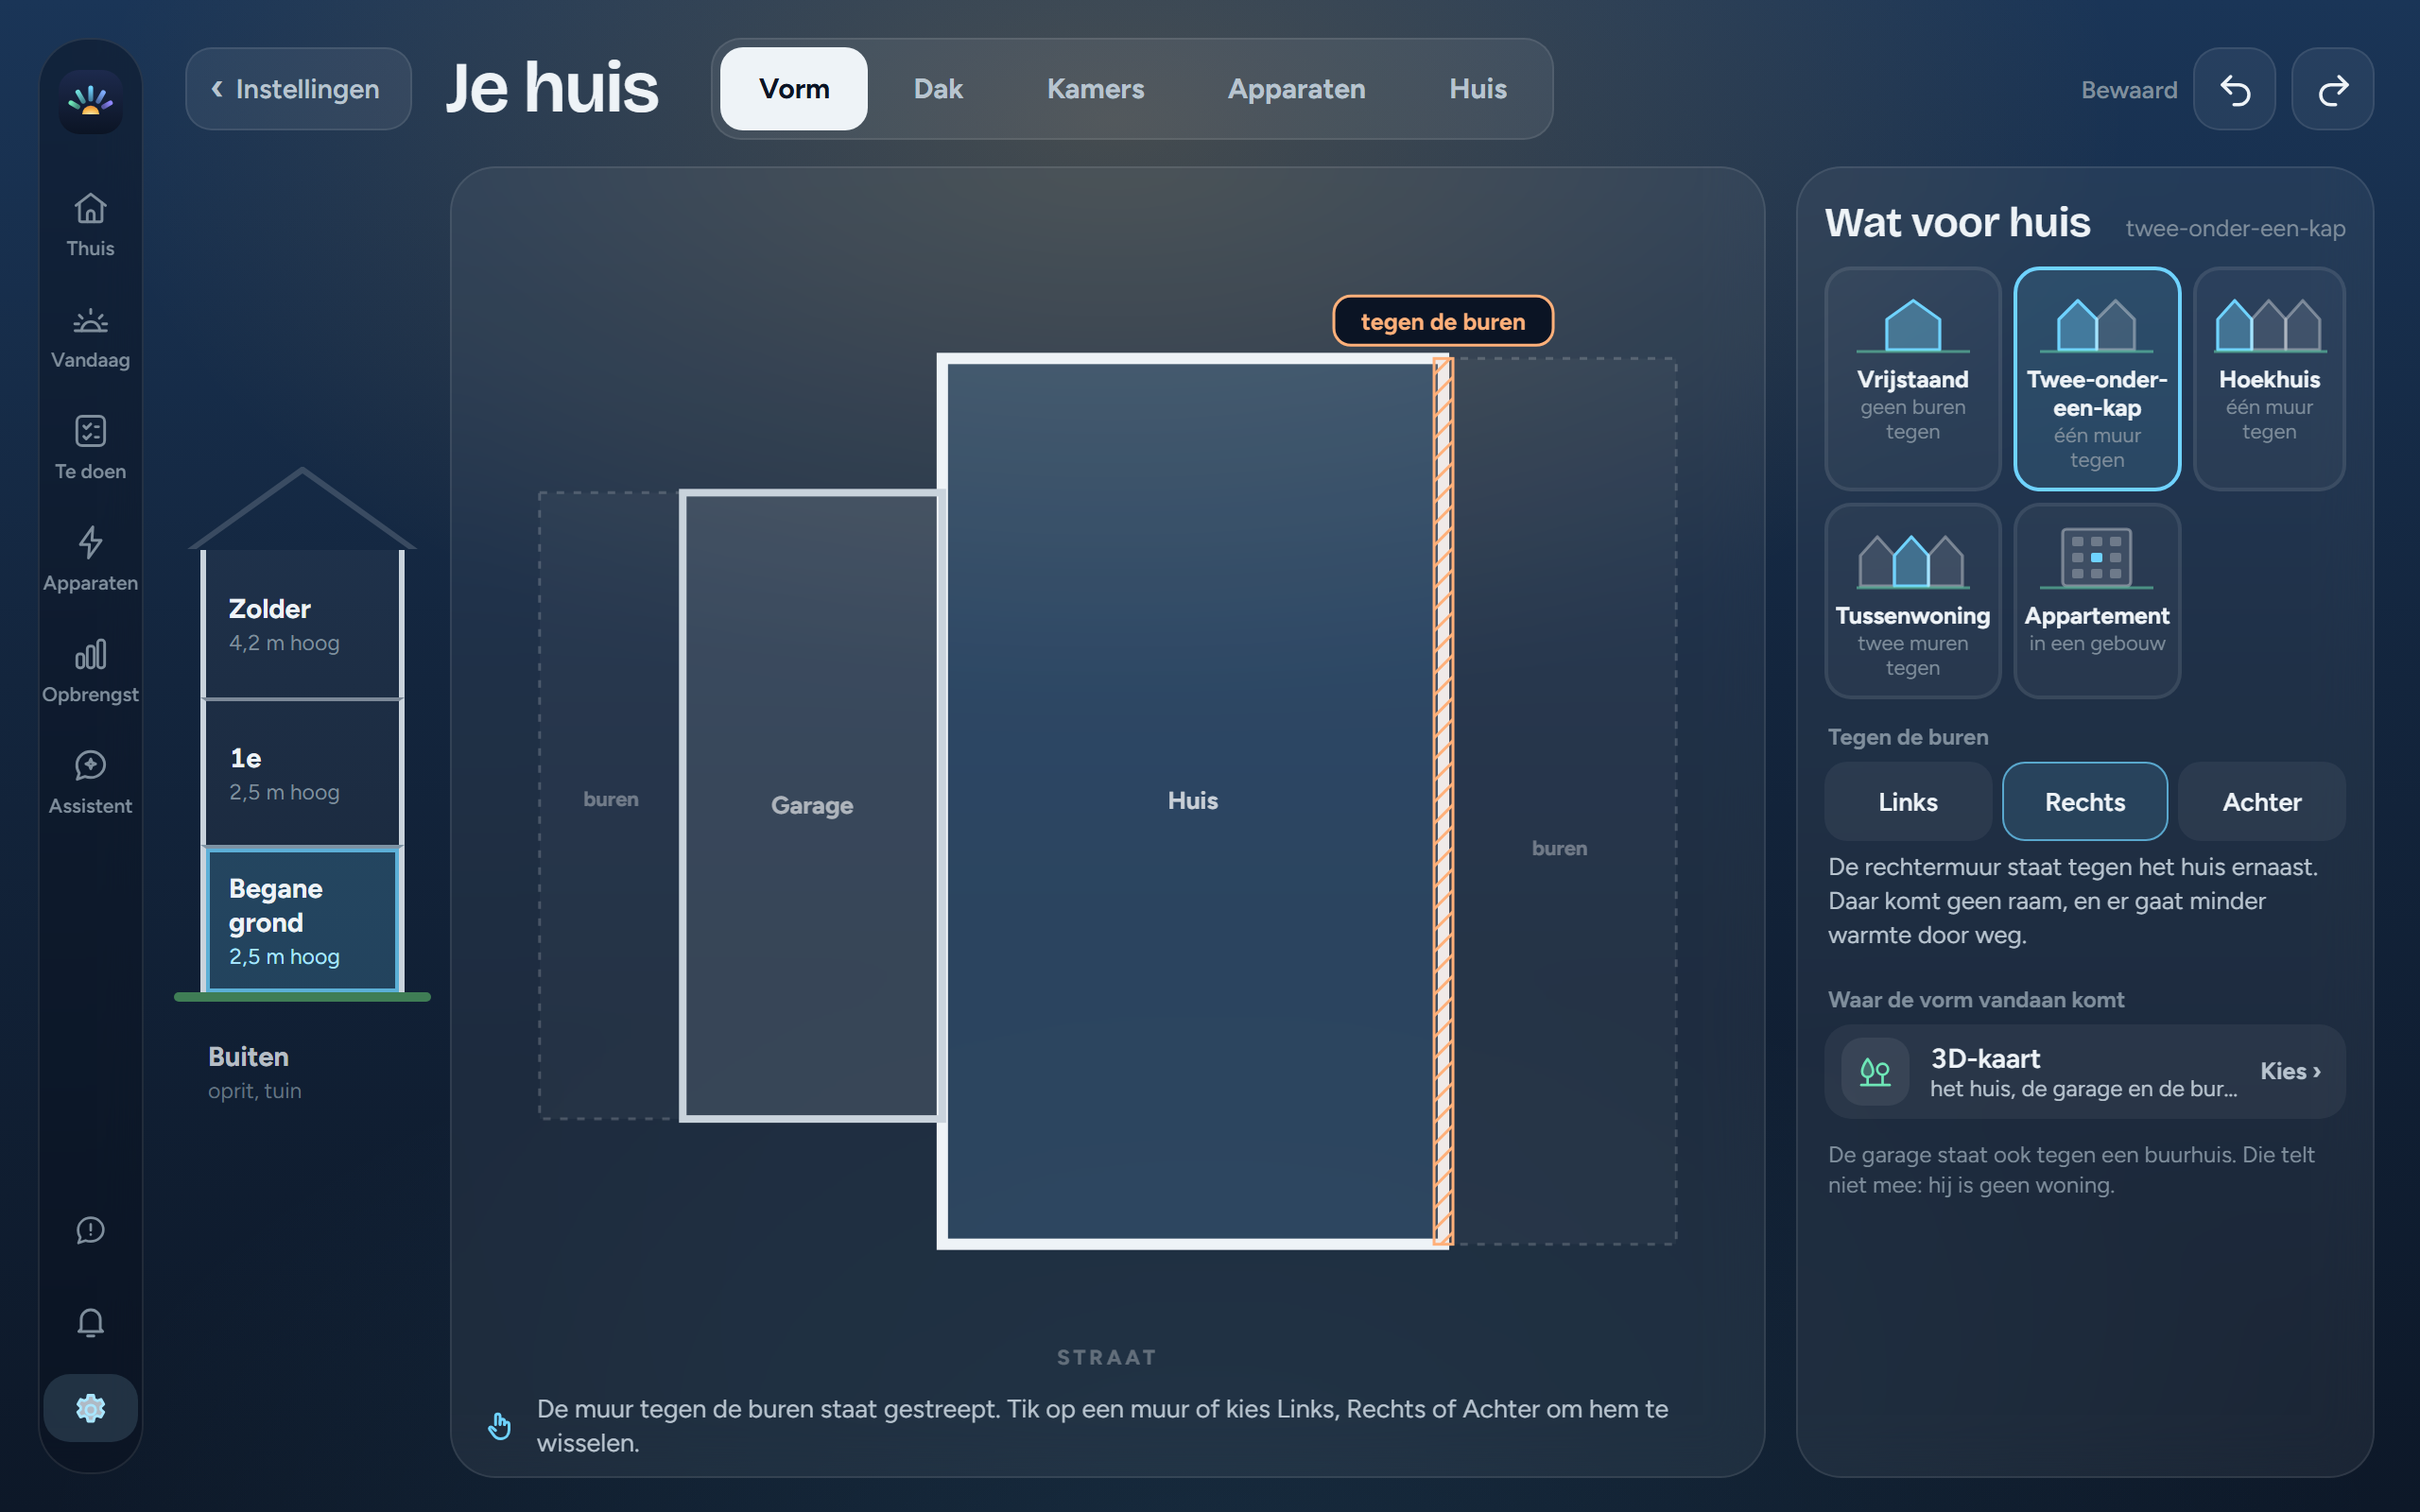 ‹ Instellingen
Je huis
Vorm
Dak
Kamers
Apparaten
Huis
Bewaard
Thuis
Vandaag
Te doen
Apparaten
Opbrengst
Assistent
Zolder
4,2 m hoog
1e
2,5 m hoog
Begane
grond
2,5 m hoog
Buiten
oprit, tuin
tegen de buren
buren
Garage
Huis
buren
STRAAT
De muur tegen de buren staat gestreept. Tik op een muur of kies Links, Rechts of Achter om hem te
wisselen.
Wat voor huis
twee-onder-een-kap
Vrijstaand
geen buren
tegen
Twee-onder-
een-kap
één muur
tegen
Hoekhuis
één muur
tegen
Tussenwoning
twee muren
tegen
Appartement
in een gebouw
Tegen de buren
Links
Rechts
Achter
De rechtermuur staat tegen het huis ernaast.
Daar komt geen raam, en er gaat minder
warmte door weg.
Waar de vorm vandaan komt
3D-kaart
het huis, de garage en de bur...
Kies ›
De garage staat ook tegen een buurhuis. Die telt
niet mee: hij is geen woning.